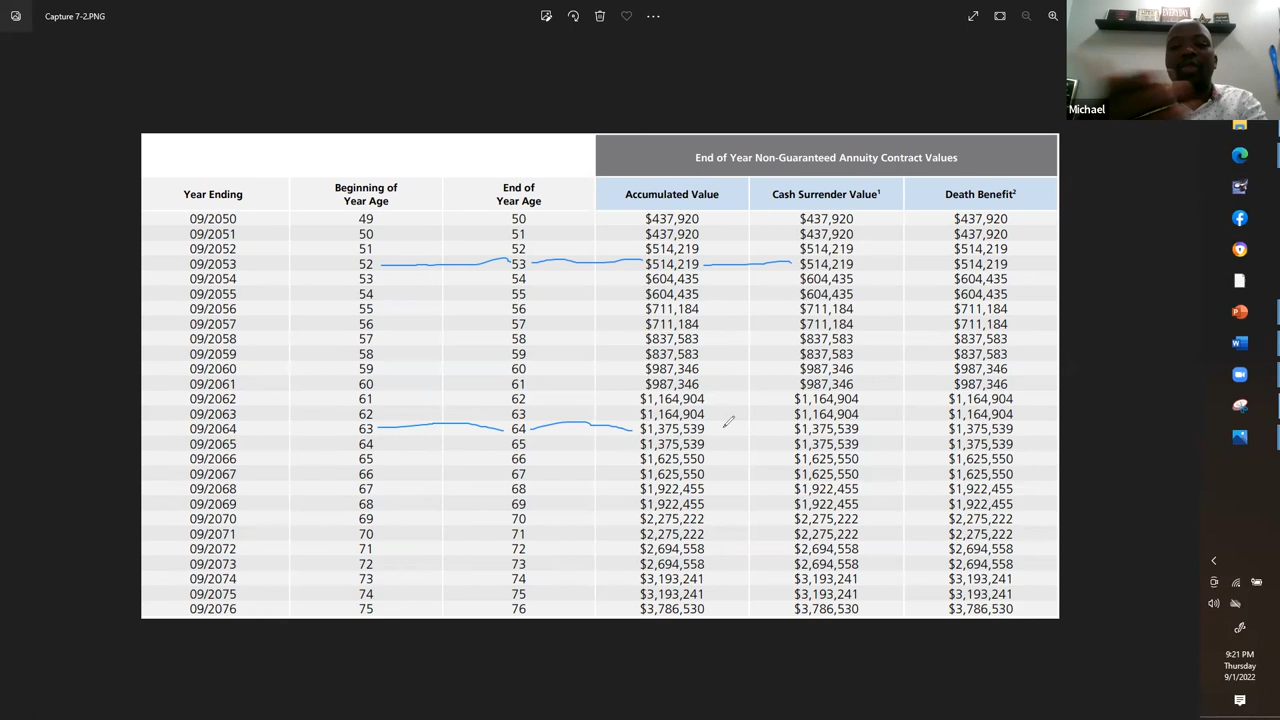 Capture 7-2.PNG
EVERYDAY
Michael
End of Year Non-Guaranteed Annuity Contract Values
Year Ending Beginning of Year Age End of Year Age Accumulated Value Cash Surrender Value¹ Death Benefit²
09/2050 49 50 $437,920 $437,920 $437,920
09/2051 50 51 $437,920 $437,920 $437,920
09/2052 51 52 $514,219 $514,219 $514,219
09/2053 52 53 $514,219 $514,219 $514,219
09/2054 53 54 $604,435 $604,435 $604,435
09/2055 54 55 $604,435 $604,435 $604,435
09/2056 55 56 $711,184 $711,184 $711,184
09/2057 56 57 $711,184 $711,184 $711,184
09/2058 57 58 $837,583 $837,583 $837,583
09/2059 58 59 $837,583 $837,583 $837,583
09/2060 59 60 $987,346 $987,346 $987,346
09/2061 60 61 $987,346 $987,346 $987,346
09/2062 61 62 $1,164,904 $1,164,904 $1,164,904
09/2063 62 63 $1,164,904 $1,164,904 $1,164,904
09/2064 63 64 $1,375,539 $1,375,539 $1,375,539
09/2065 64 65 $1,375,539 $1,375,539 $1,375,539
09/2066 65 66 $1,625,550 $1,625,550 $1,625,550
09/2067 66 67 $1,625,550 $1,625,550 $1,625,550
09/2068 67 68 $1,922,455 $1,922,455 $1,922,455
09/2069 68 69 $1,922,455 $1,922,455 $1,922,455
09/2070 69 70 $2,275,222 $2,275,222 $2,275,222
09/2071 70 71 $2,275,222 $2,275,222 $2,275,222
09/2072 71 72 $2,694,558 $2,694,558 $2,694,558
09/2073 72 73 $2,694,558 $2,694,558 $2,694,558
09/2074 73 74 $3,193,241 $3,193,241 $3,193,241
09/2075 74 75 $3,193,241 $3,193,241 $3,193,241
09/2076 75 76 $3,786,530 $3,786,530 $3,786,530
9:21 PM
Thursday
9/1/2022